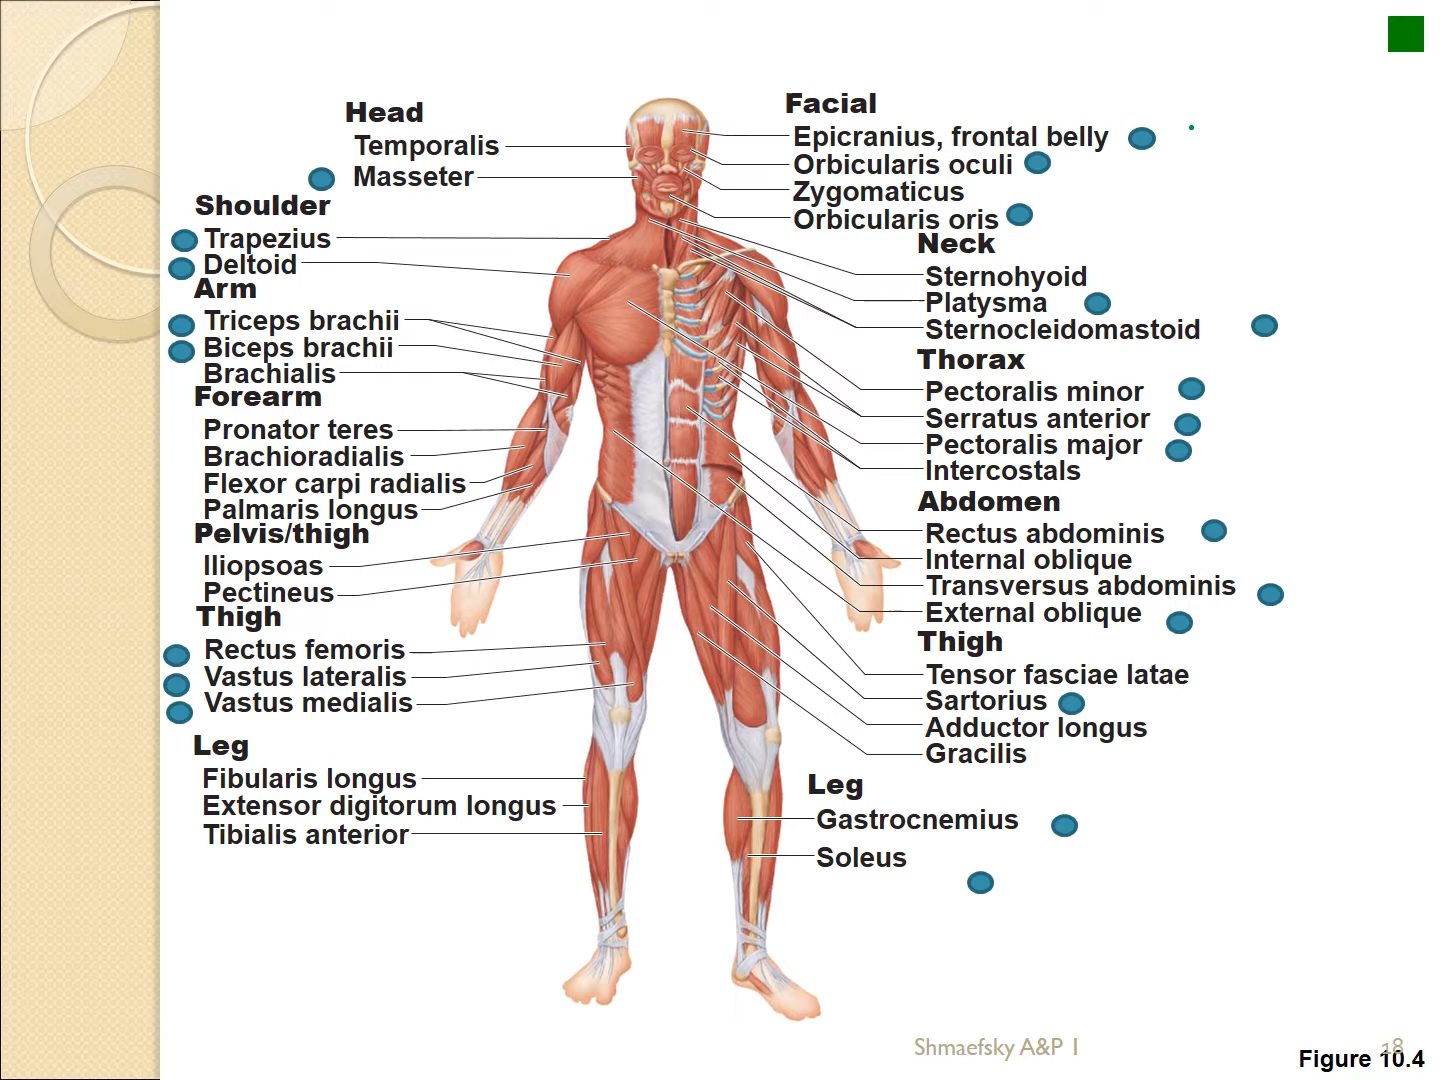 Head
Temporalis
Masseter
Shoulder
Trapezius
Deltoid
Arm
Triceps brachii
Biceps brachii
Brachialis
Forearm
Pronator teres
Brachioradialis
Flexor carpi radialis
Palmaris longus
Pelvis/thigh
Iliopsoas
Pectineus
Thigh
Rectus femoris
Vastus lateralis
Vastus medialis
Leg
Fibularis longus
Extensor digitorum longus
Tibialis anterior
Facial
Epicranius, frontal belly
Orbicularis oculi
Zygomaticus
Orbicularis oris
Neck
Sternohyoid
Platysma
Sternocleidomastoid
Thorax
Pectoralis minor
Serratus anterior
Pectoralis major
Intercostals
Abdomen
Rectus abdominis
Internal oblique
Transversus abdominis
External oblique
Thigh
Tensor fasciae latae
Sartorius
Adductor longus
Gracilis
Leg
Gastrocnemius
Soleus
Shmaefsky A&P 1
18
Figure 10.4